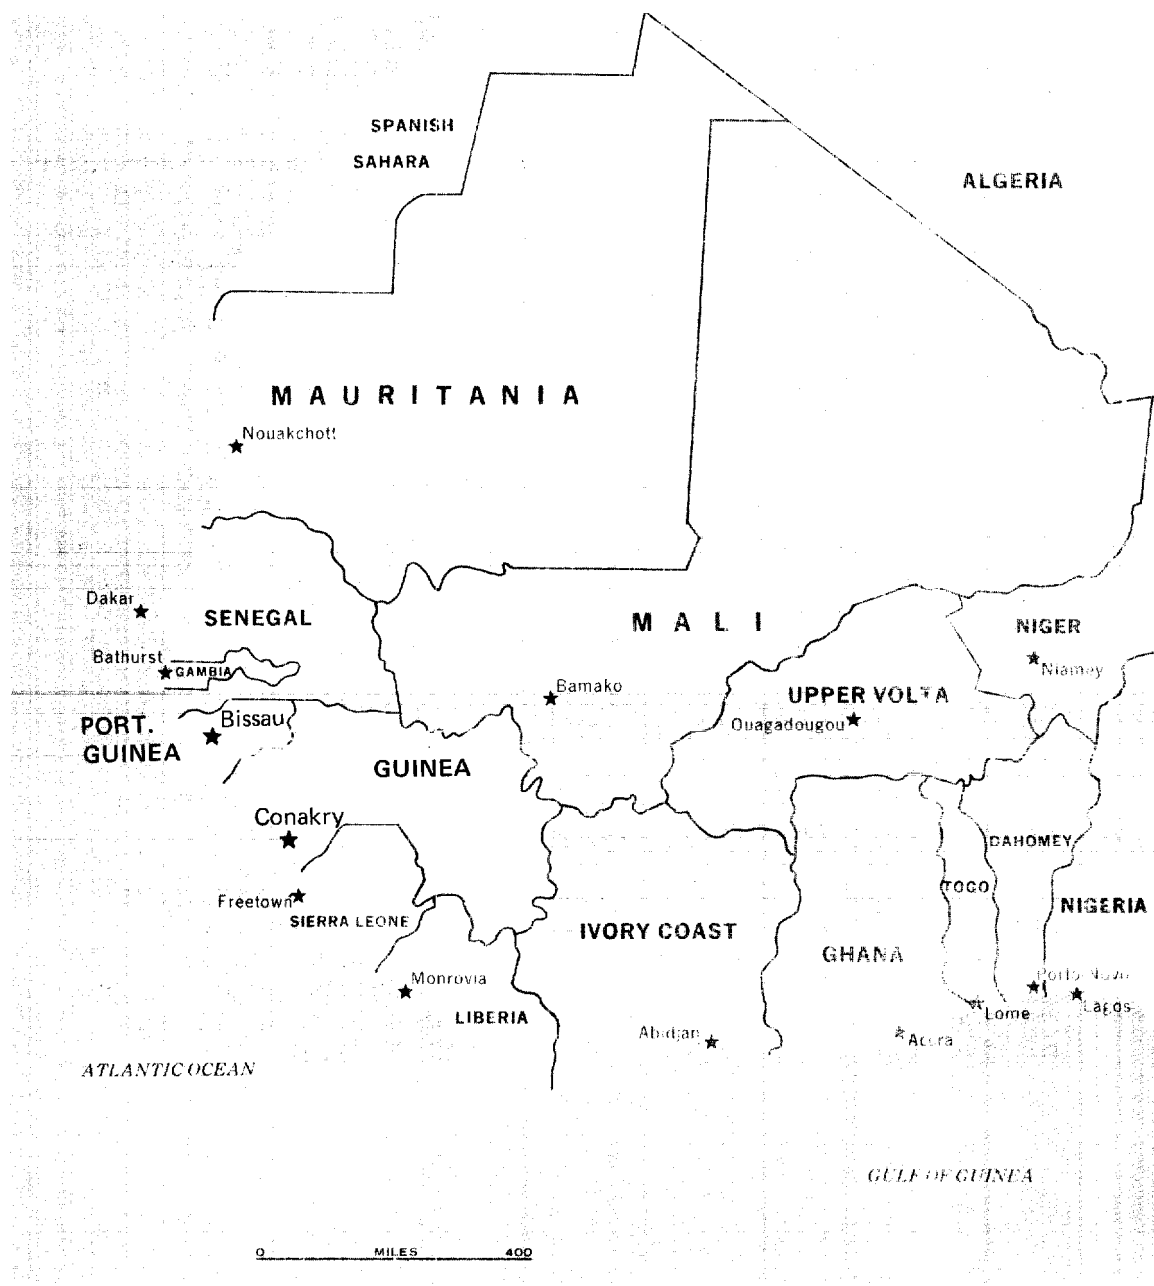 SPANISH
SAHARA
ALGERIA
MAURITANIA
Nouakchott
Dakar
SENEGAL
MALI
NIGER
Bathurst
GAMBIA
Niamey
Bamako
UPPER VOLTA
PORT.
GUINEA
Bissau
Ouagadougou
GUINEA
Conakry
DAHOMEY
TOGO
Freetown
SIERRA LEONE
IVORY COAST
NIGERIA
GHANA
Monrovia
Porto Novo
Lagos
LIBERIA
Lome
Abidjan
Accra
ATLANTIC OCEAN
GULF OF GUINEA
0 MILES 400